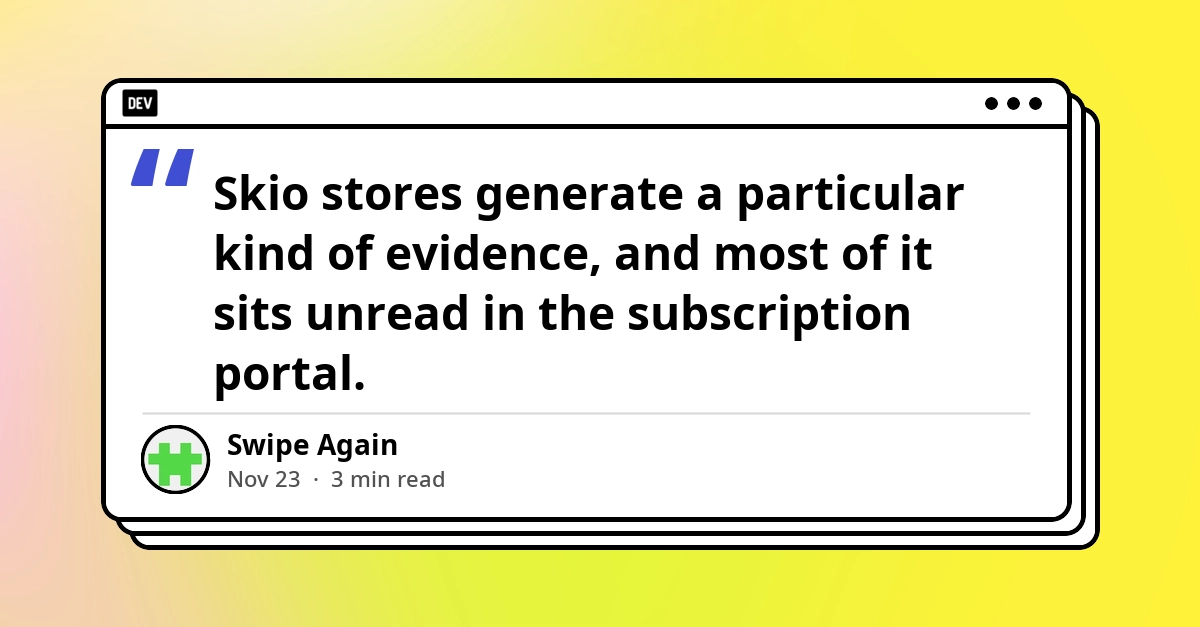 DEV
“
Skio stores generate a particular
kind of evidence, and most of it
sits unread in the subscription
portal.
Swipe Again
Nov 23 · 3 min read